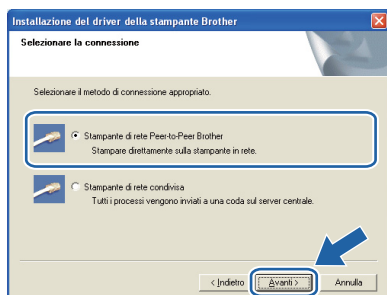 Installazione del driver della stampante Brother
Selezionare la connessione
Selezionare il metodo di connessione appropriato.
Stampante di rete Peer-to-Peer Brother
Stampare direttamente sulla stampante in rete.
Stampante di rete condivisa
Tutti i processi vengono inviati a una coda sul server centrale.
< Indietro Avanti > Annulla